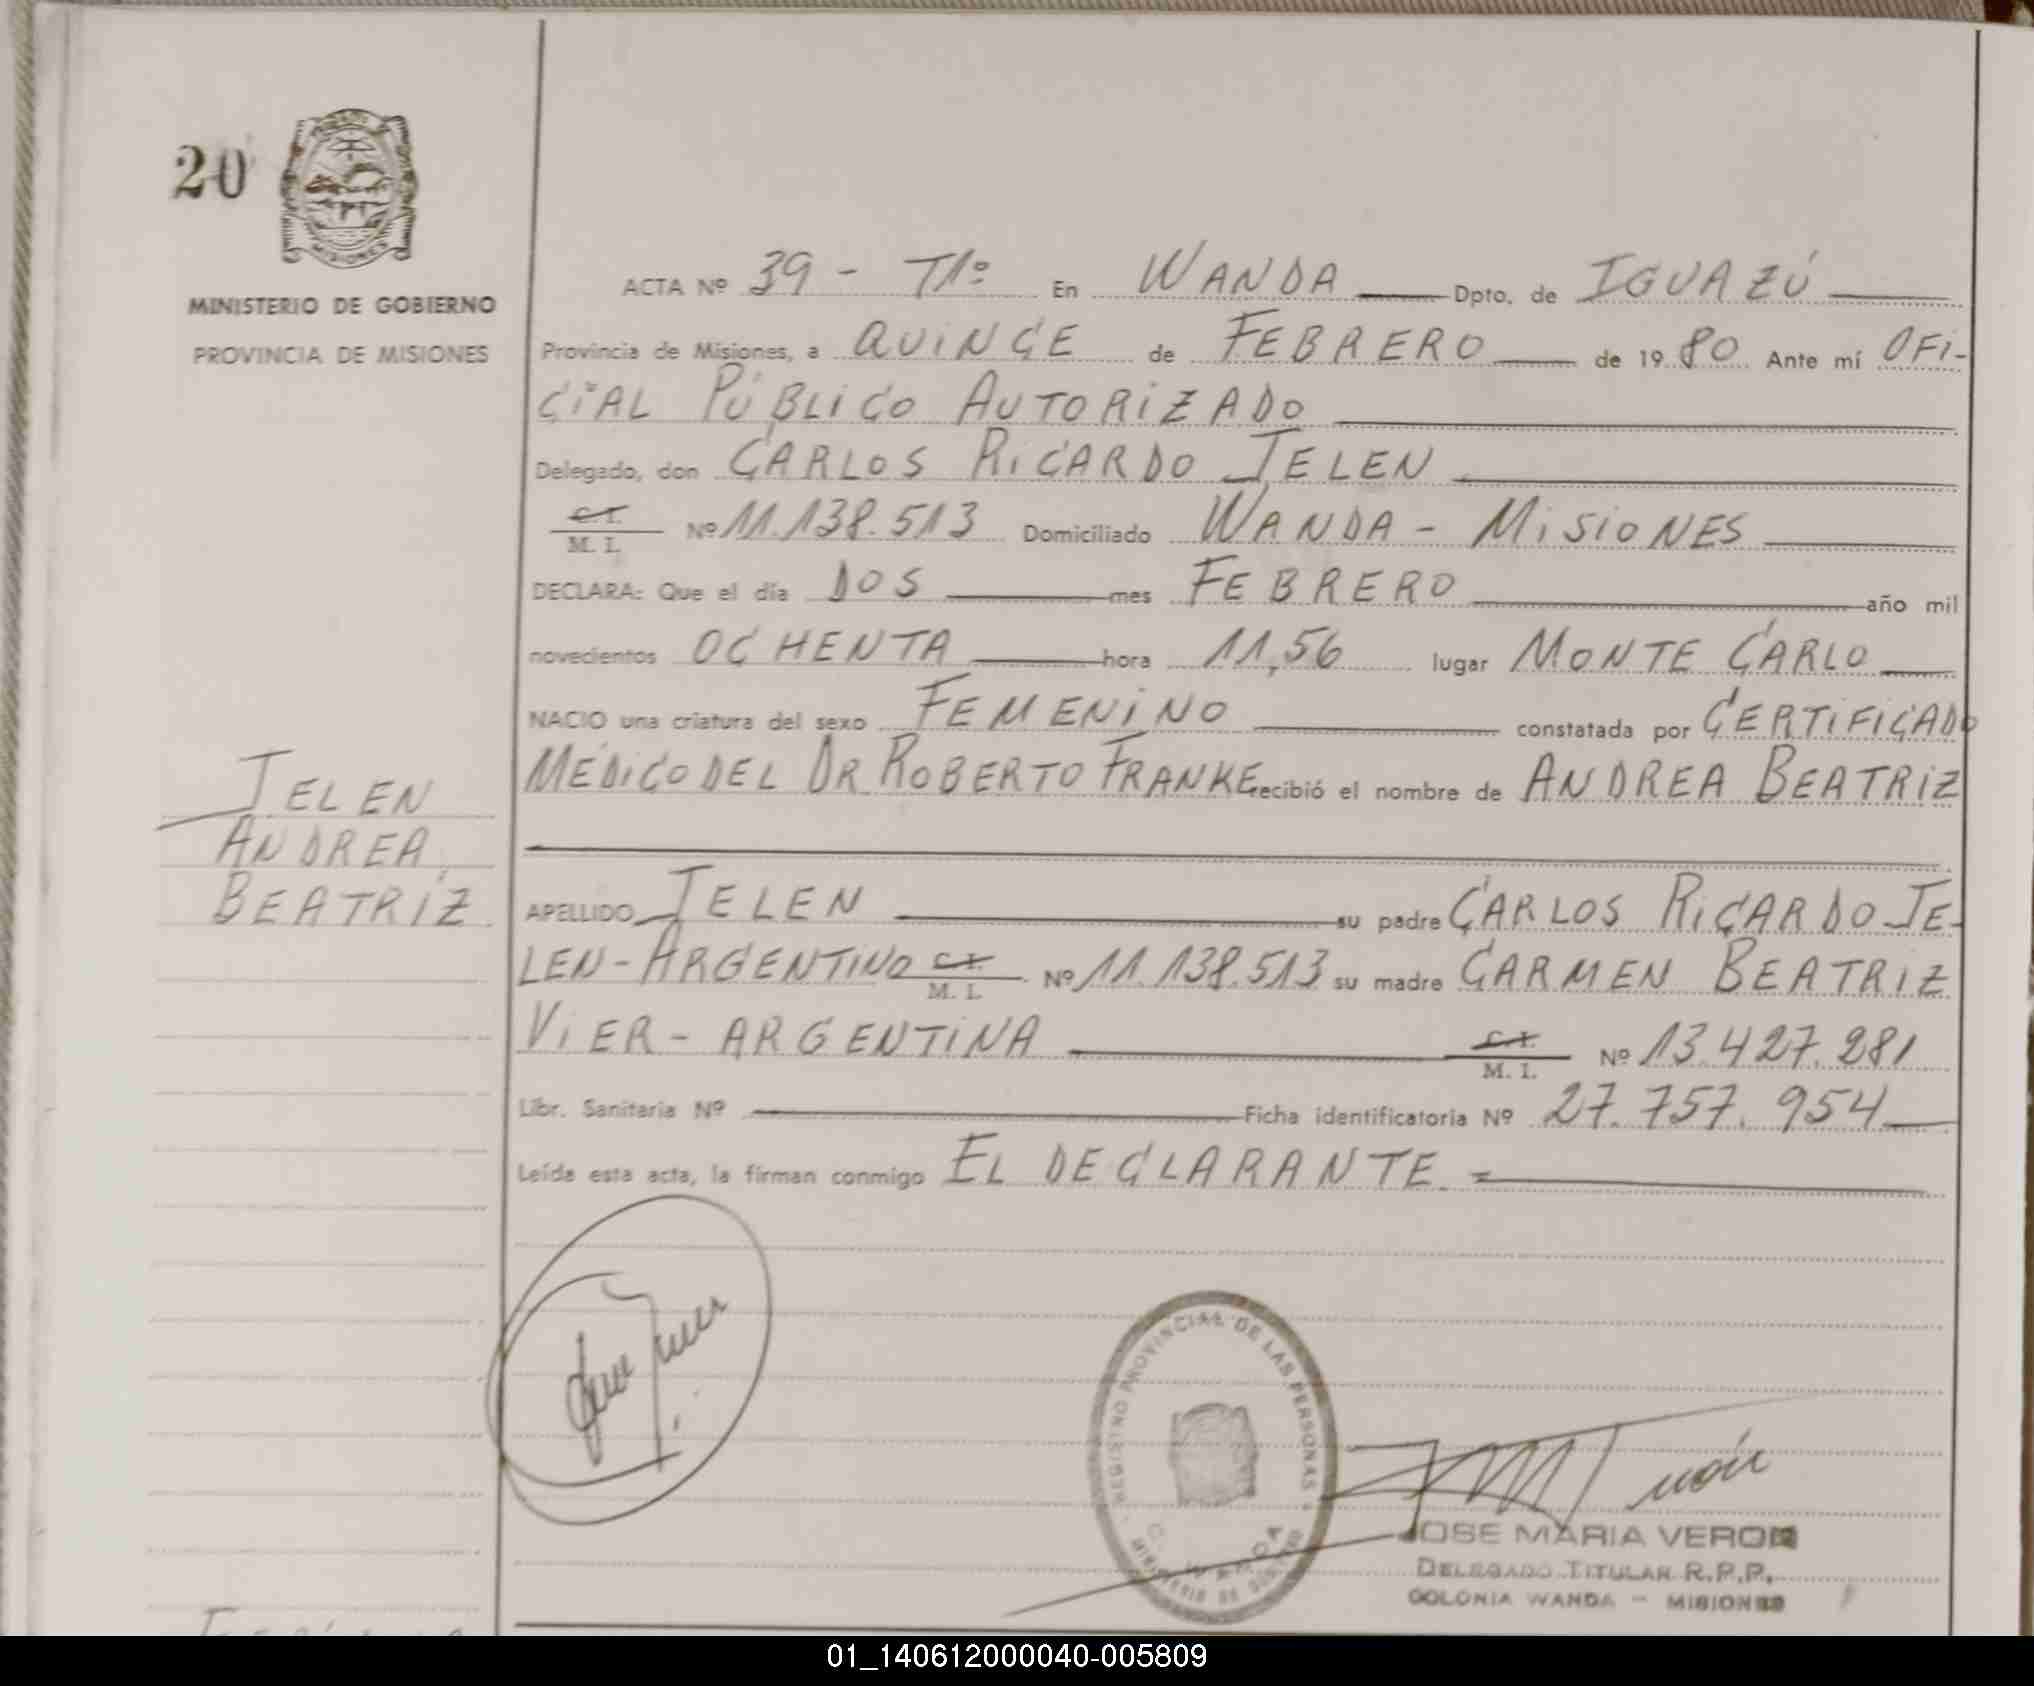 20
MISIONES
MINISTERIO DE GOBIERNO
PROVINCIA DE MISIONES
JELEN
ANDREA
BEATRIZ
ACTA Nº 39 - T1º En WANDA Dpto. de IGUAZÚ
Provincia de Misiones, a QUINCE de FEBRERO de 1980 Ante mí OFI-
CIAL PÚBLICO AUTORIZADO
Delegado, don CARLOS RICARDO JELEN
C.I.
M. I. Nº 11.138.513 Domiciliado WANDA - MISIONES
DECLARA: Que el día DOS mes FEBRERO año mil
novecientos OCHENTA hora 11,56 lugar MONTE CARLO
NACIO una criatura del sexo FEMENINO constatada por CERTIFICADO
MÉDICO DEL DR ROBERTO FRANKE recibió el nombre de ANDREA BEATRIZ
APELLIDO JELEN su padre CARLOS RICARDO JE-
LEN - ARGENTINO C.I. M. I. Nº 11.138.513 su madre CARMEN BEATRIZ
VIER - ARGENTINA C.I. M. I. Nº 13.427.281
Libr. Sanitaria Nº Ficha identificatoria Nº 27.757.954
Leída esta acta, la firman conmigo EL DECLARANTE.=
REGISTRO PROVINCIAL DE LAS PERSONAS
WANDA
MINISTERIO DE GOBIERNO
JOSE MARIA VERON
DELEGADO TITULAR R.P.P.
COLONIA WANDA - MISIONES
01_140612000040-005809